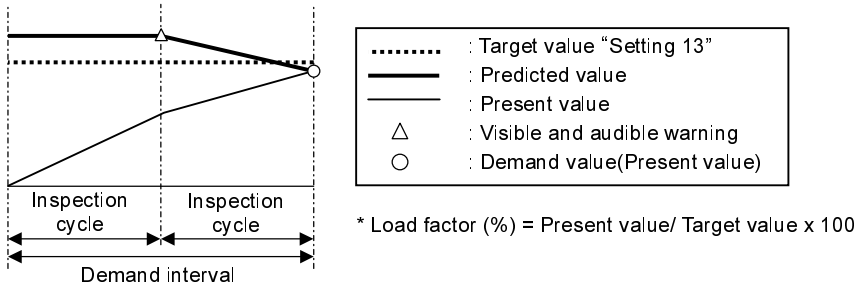 : Target value “Setting 13”
: Predicted value
: Present value
: Visible and audible warning
: Demand value(Present value)
Inspection cycle
Inspection cycle
Demand interval
* Load factor (%) = Present value/ Target value x 100